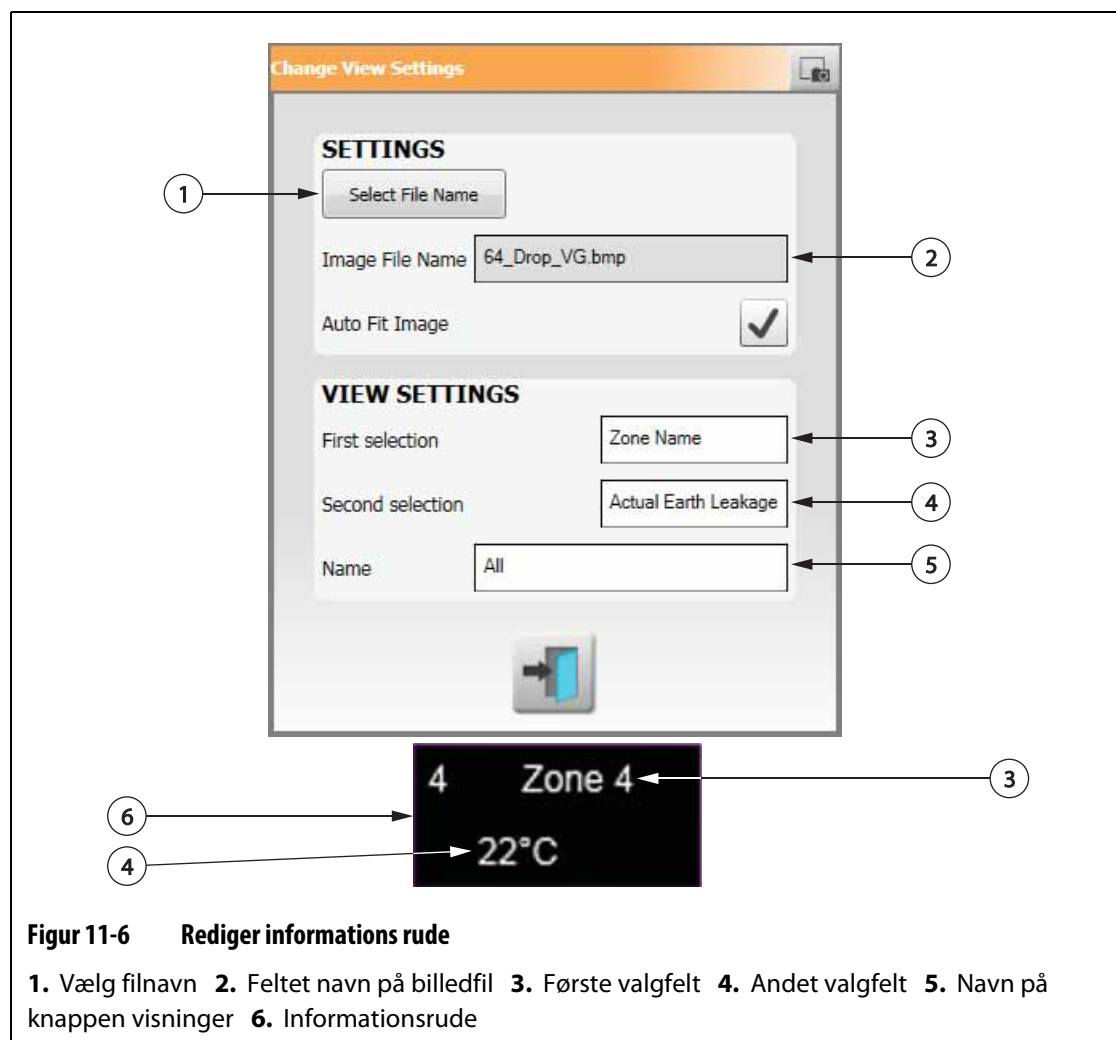 Change View Settings
SETTINGS
1
Select File Name
Image File Name 64_Drop_VG.bmp
2
Auto Fit Image
VIEW SETTINGS
First selection Zone Name
3
Second selection Actual Earth Leakage
4
Name All
5
4 Zone 4
3
6
22°C
4
Figur 11-6 Rediger informations rude
1. Vælg filnavn 2. Feltet navn på billedfil 3. Første valgfelt 4. Andet valgfelt 5. Navn på
knappen visninger 6. Informationsrude